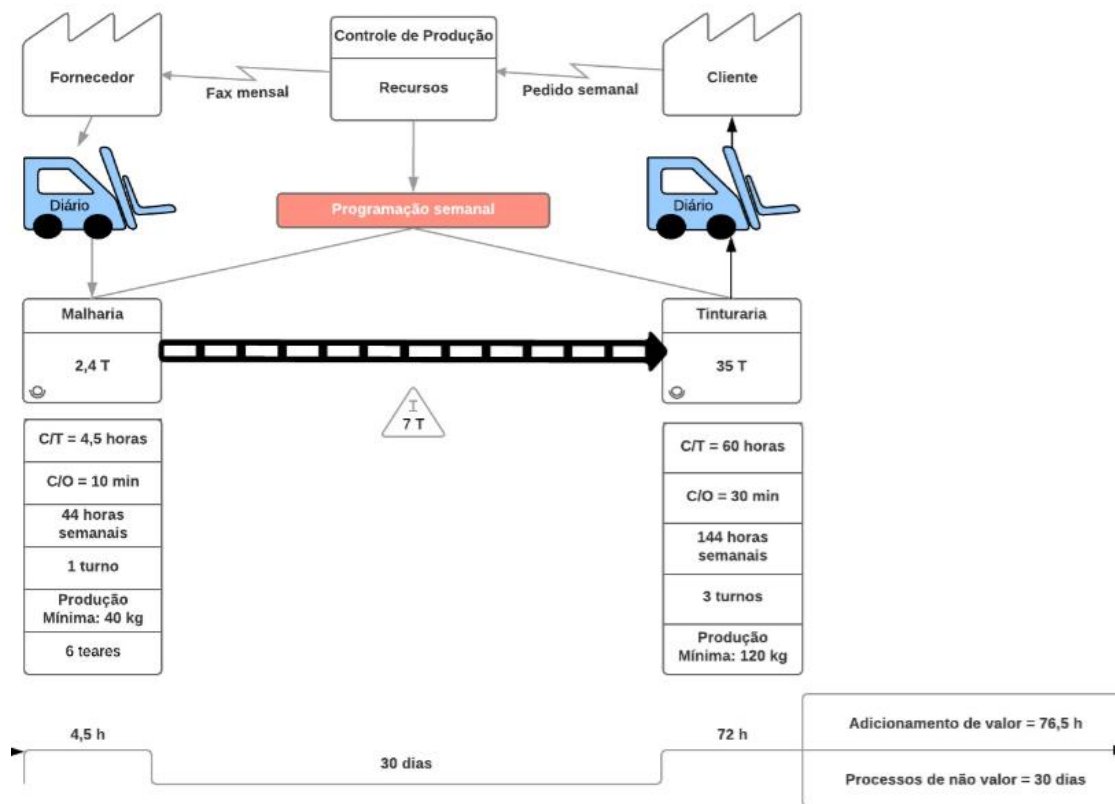 Controle de Produção
Fornecedor
Recursos
Cliente
Fax mensal
Pedido semanal
Diário
Programação semanal
Diário
Malharia
2,4 T
I
7 T
Tinturaria
35 T
C/T = 4,5 horas
C/O = 10 min
44 horas
semanais
1 turno
Produção
Mínima: 40 kg
6 teares
C/T = 60 horas
C/O = 30 min
144 horas
semanais
3 turnos
Produção
Mínima: 120 kg
4,5 h
30 dias
72 h
Adicionamento de valor = 76,5 h
Processos de não valor = 30 dias